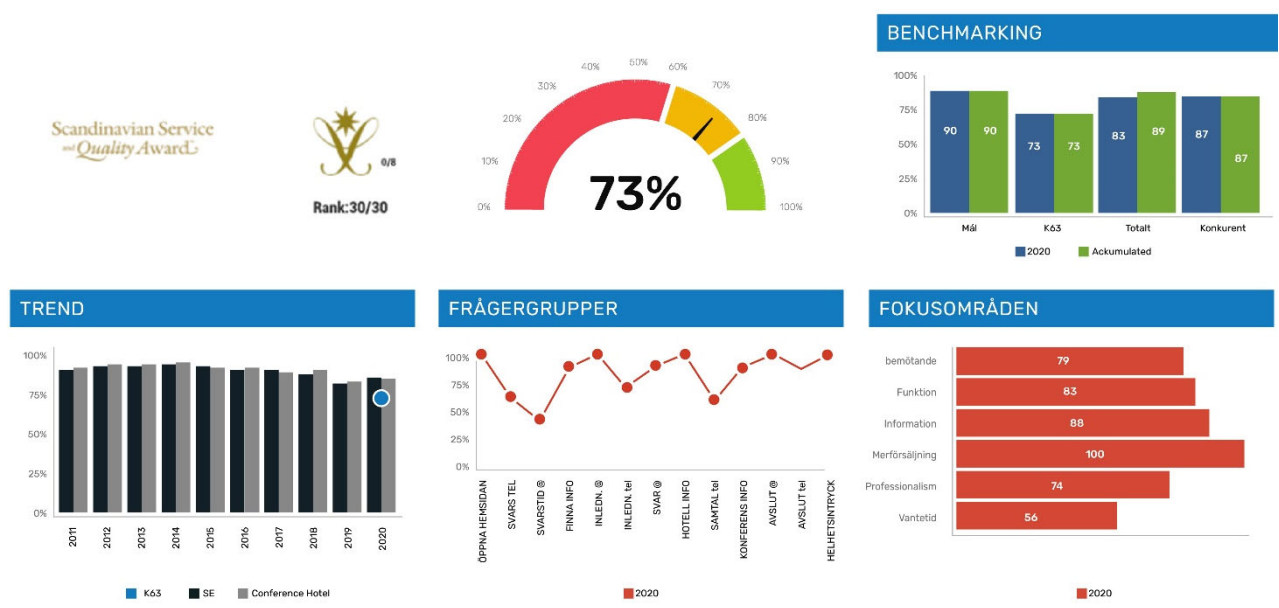 Scandinavian Service
and Quality Award
0/8
Rank:30/30
0%
10%
20%
30%
40%
50%
60%
70%
80%
90%
100%
73%
BENCHMARKING
100%
75%
50%
25%
0%
90
90
73
73
83
89
87
87
Mål
K63
Totalt
Konkurent
2020
Ackumulated
TREND
100%
75%
50%
25%
0%
2011
2012
2013
2014
2015
2016
2017
2018
2019
2020
K63
SE
Conference Hotel
FRÅGERGRUPPER
100%
75%
50%
25%
0%
ÖPPNA HEMSIDAN
SVARS TEL
SVARSTID @
FINNA INFO
INLEDN. @
INLEDN. tel
SVAR @
HOTELL INFO
SAMTAL tel
KONFERENS INFO
AVSLUT @
AVSLUT tel
HELHETSINTRYCK
2020
FOKUSOMRÅDEN
bemötande
79
Funktion
83
Information
88
Merförsäljning
100
Professionalism
74
Vantetid
56
2020